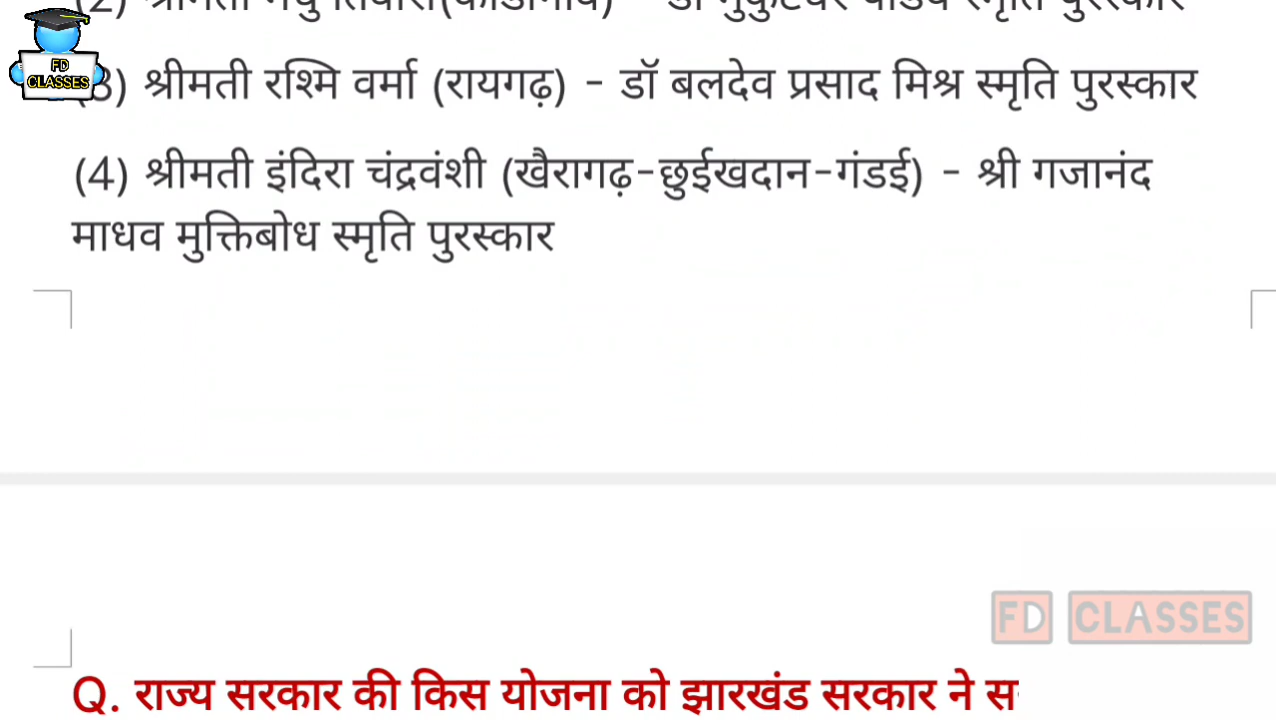 FD
CLASSES
(3) श्रीमती रश्मि वर्मा (रायगढ़) - डॉ बलदेव प्रसाद मिश्र स्मृति पुरस्कार
(4) श्रीमती इंदिरा चंद्रवंशी (खैरागढ़-छुईखदान-गंडई) - श्री गजानंद
माधव मुक्तिबोध स्मृति पुरस्कार
FD CLASSES
Q. राज्य सरकार की किस योजना को झारखंड सरकार ने